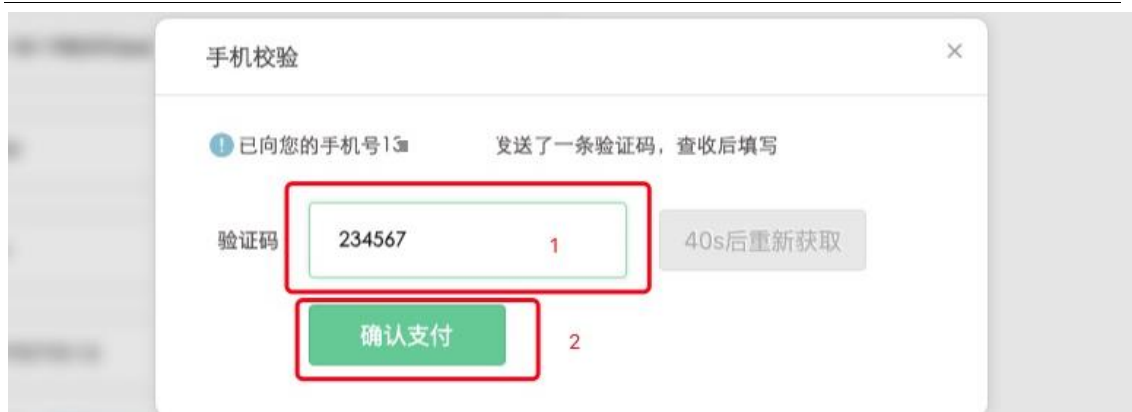 手机校验 ×
已向您的手机号13 发送了一条验证码，查收后填写
验证码 234567 1 40s后重新获取
确认支付 2